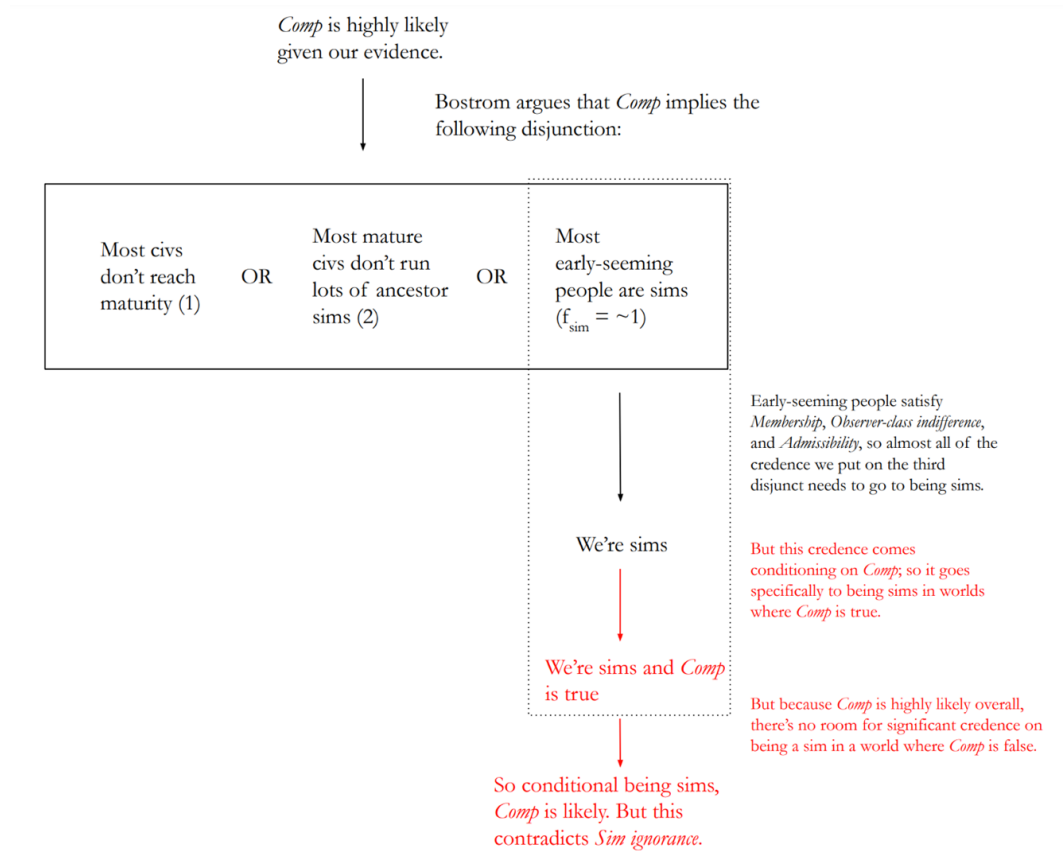 Comp is highly likely
given our evidence.
Bostrom argues that Comp implies the
following disjunction:
Most civs
don't reach
maturity (1)
OR
Most mature
civs don't run
lots of ancestor
sims (2)
OR
Most
early-seeming
people are sims
(fsim = ~1)
Early-seeming people satisfy
Membership, Observer-class indifference,
and Admissibility, so almost all of the
credence we put on the third
disjunct needs to go to being sims.
We're sims
But this credence comes
conditioning on Comp; so it goes
specifically to being sims in worlds
where Comp is true.
We're sims and Comp
is true
But because Comp is highly likely overall,
there's no room for significant credence on
being a sim in a world where Comp is false.
So conditional being sims,
Comp is likely. But this
contradicts Sim ignorance.